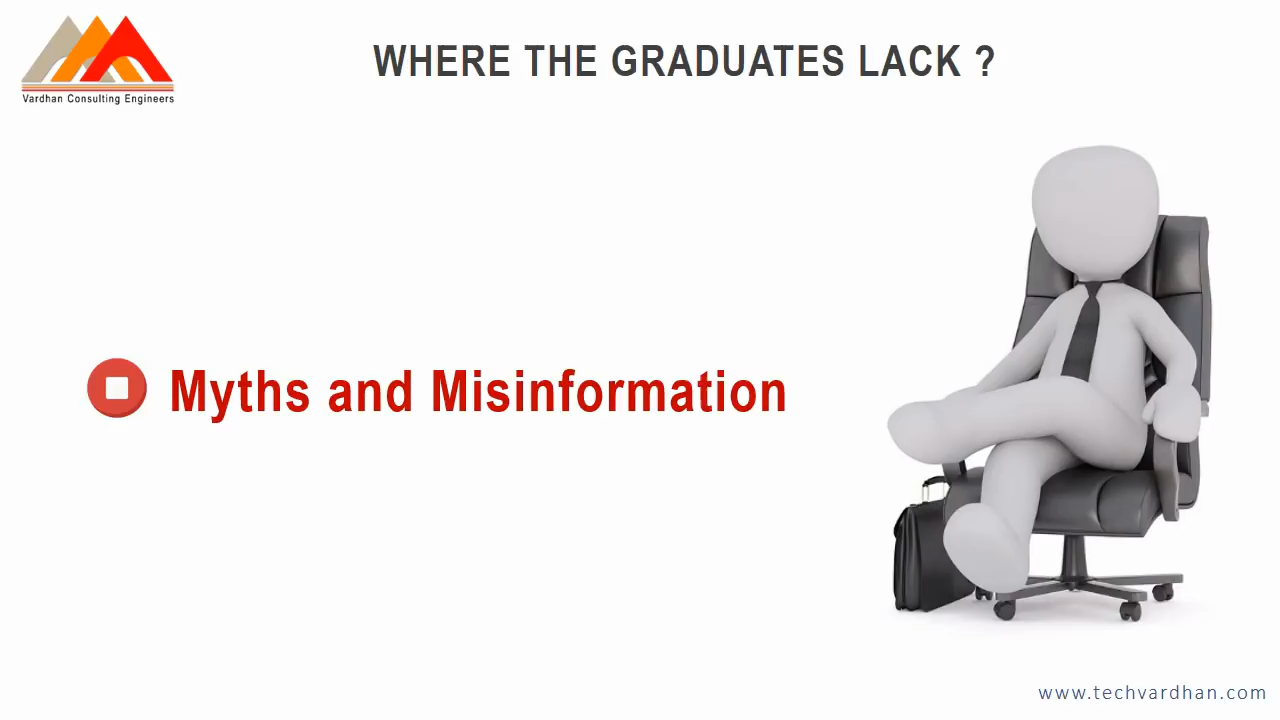 Vardhan Consulting Engineers
WHERE THE GRADUATES LACK ?
Myths and Misinformation
www.techvardhan.com